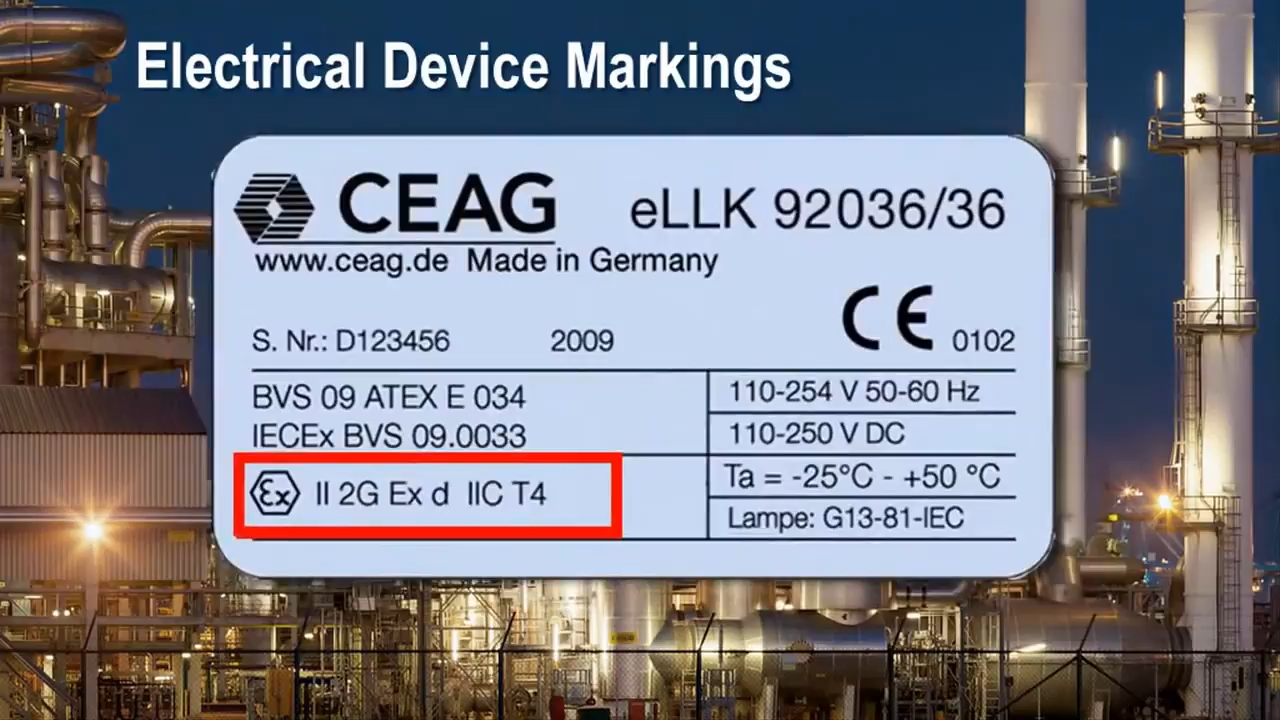 Electrical Device Markings
CEAG eLLK 92036/36
www.ceag.de Made in Germany
CE 0102
S. Nr.: D123456 2009
BVS 09 ATEX E 034
IECEx BVS 09.0033
Ex II 2G Ex d IIC T4
110-254 V 50-60 Hz
110-250 V DC
Ta = -25°C - +50 °C
Lampe: G13-81-IEC